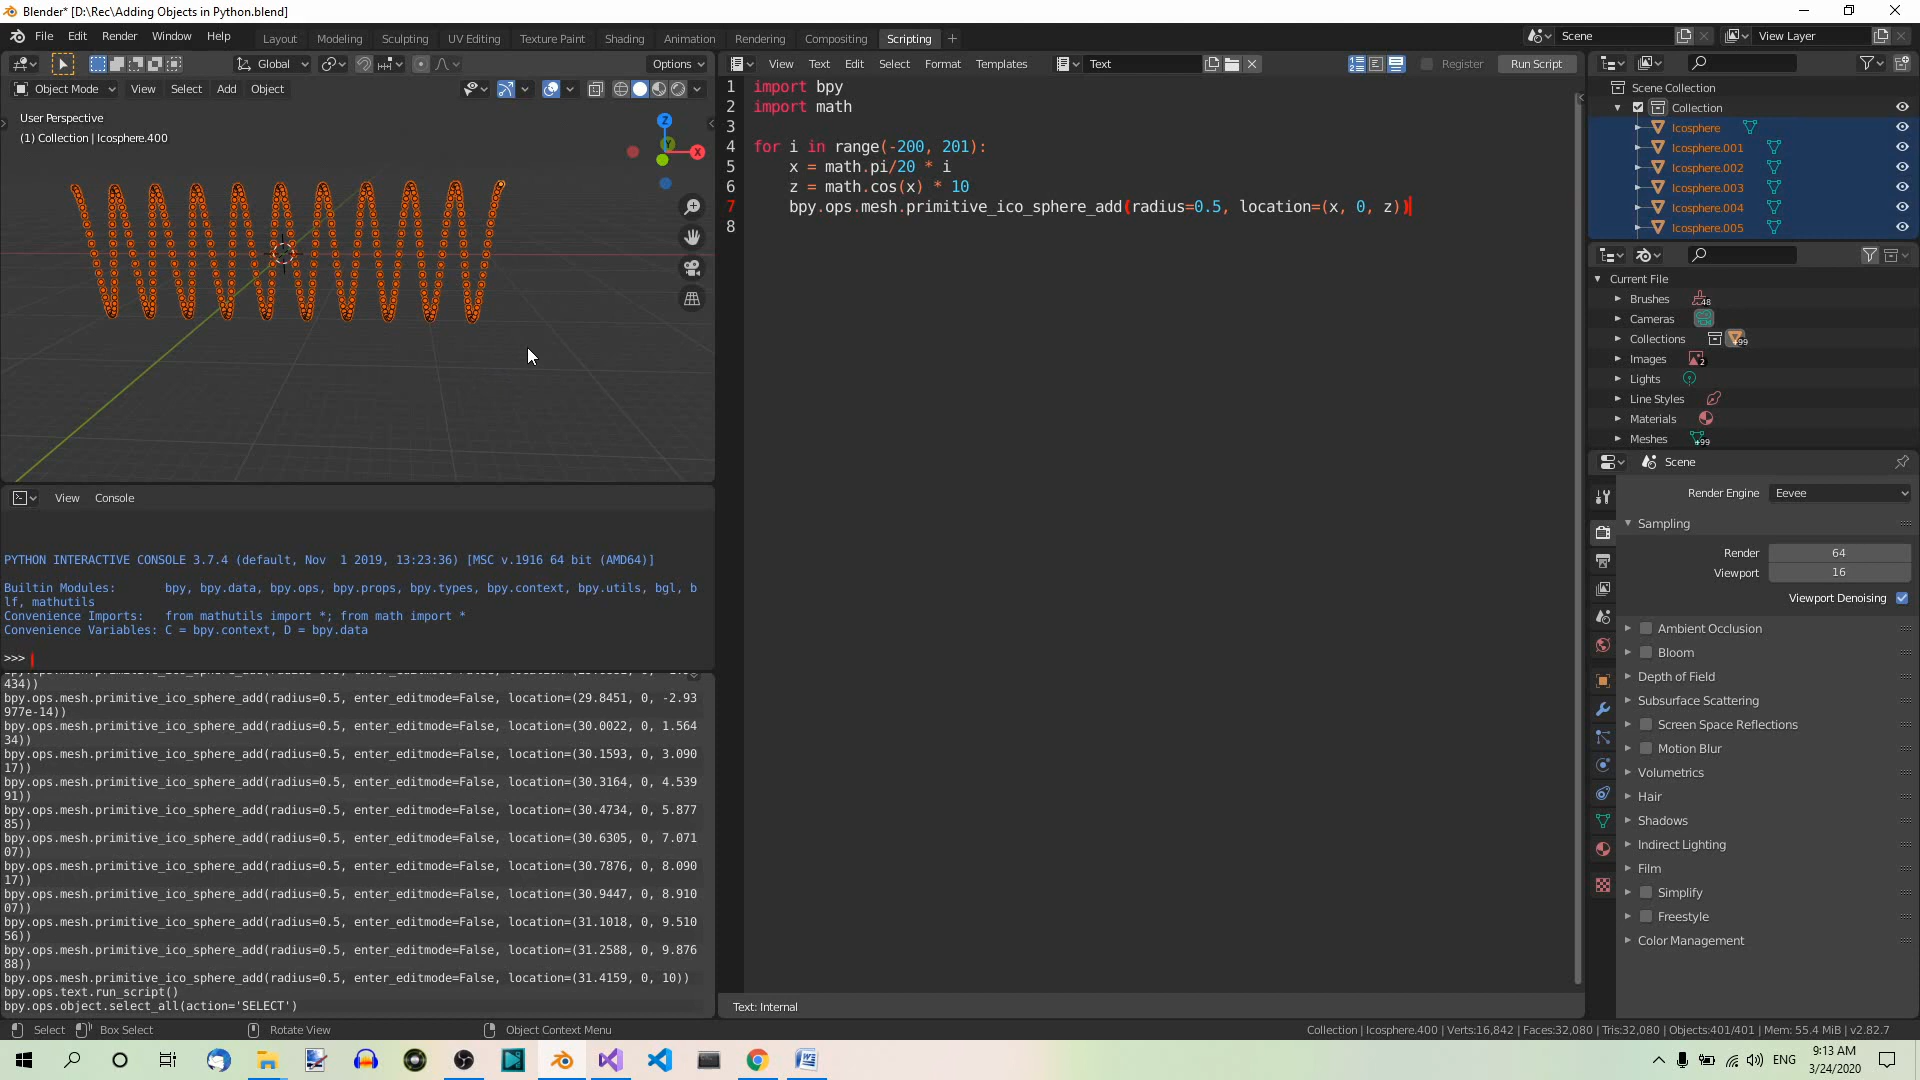 Blender* [D:\Rec\Adding Objects in Python.blend]
File Edit Render Window Help Layout Modeling Sculpting UV Editing Texture Paint Shading Animation Rendering Compositing Scripting + Scene View Layer
Global Options
View Text Edit Select Format Templates Text Register Run Script
Object Mode View Select Add Object
User Perspective
(1) Collection | Icosphere.400
Z
Y
X
1 import bpy
2 import math
3
4 for i in range(-200, 201):
5 x = math.pi/20 * i
6 z = math.cos(x) * 10
7 bpy.ops.mesh.primitive_ico_sphere_add(radius=0.5, location=(x, 0, z))
8
Text: Internal
View Console
PYTHON INTERACTIVE CONSOLE 3.7.4 (default, Nov  1 2019, 13:23:36) [MSC v.1916 64 bit (AMD64)]
Builtin Modules:       bpy, bpy.data, bpy.ops, bpy.props, bpy.types, bpy.context, bpy.utils, bgl, b
lf, mathutils
Convenience Imports:   from mathutils import *; from math import *
Convenience Variables: C = bpy.context, D = bpy.data
>>>
434))
bpy.ops.mesh.primitive_ico_sphere_add(radius=0.5, enter_editmode=False, location=(29.8451, 0, -2.93
977e-14))
bpy.ops.mesh.primitive_ico_sphere_add(radius=0.5, enter_editmode=False, location=(30.0022, 0, 1.564
34))
bpy.ops.mesh.primitive_ico_sphere_add(radius=0.5, enter_editmode=False, location=(30.1593, 0, 3.090
17))
bpy.ops.mesh.primitive_ico_sphere_add(radius=0.5, enter_editmode=False, location=(30.3164, 0, 4.539
91))
bpy.ops.mesh.primitive_ico_sphere_add(radius=0.5, enter_editmode=False, location=(30.4734, 0, 5.877
85))
bpy.ops.mesh.primitive_ico_sphere_add(radius=0.5, enter_editmode=False, location=(30.6305, 0, 7.071
07))
bpy.ops.mesh.primitive_ico_sphere_add(radius=0.5, enter_editmode=False, location=(30.7876, 0, 8.090
17))
bpy.ops.mesh.primitive_ico_sphere_add(radius=0.5, enter_editmode=False, location=(30.9447, 0, 8.910
07))
bpy.ops.mesh.primitive_ico_sphere_add(radius=0.5, enter_editmode=False, location=(31.1018, 0, 9.510
56))
bpy.ops.mesh.primitive_ico_sphere_add(radius=0.5, enter_editmode=False, location=(31.2588, 0, 9.876
88))
bpy.ops.mesh.primitive_ico_sphere_add(radius=0.5, enter_editmode=False, location=(31.4159, 0, 10))
bpy.ops.text.run_script()
bpy.ops.object.select_all(action='SELECT')
Scene Collection
Collection
Icosphere
Icosphere.001
Icosphere.002
Icosphere.003
Icosphere.004
Icosphere.005
Current File
Brushes 48
Cameras
Collections +99
Images 2
Lights
Line Styles
Materials
Meshes +99
Scene
Render Engine Eevee
Sampling
Render 64
Viewport 16
Viewport Denoising
Ambient Occlusion
Bloom
Depth of Field
Subsurface Scattering
Screen Space Reflections
Motion Blur
Volumetrics
Hair
Shadows
Indirect Lighting
Film
Simplify
Freestyle
Color Management
Select Box Select Rotate View Object Context Menu Collection | Icosphere.400 | Verts:16,842 | Faces:32,080 | Tris:32,080 | Objects:401/401 | Mem: 55.4 MiB | v2.82.7
ENG
9:13 AM
3/24/2020